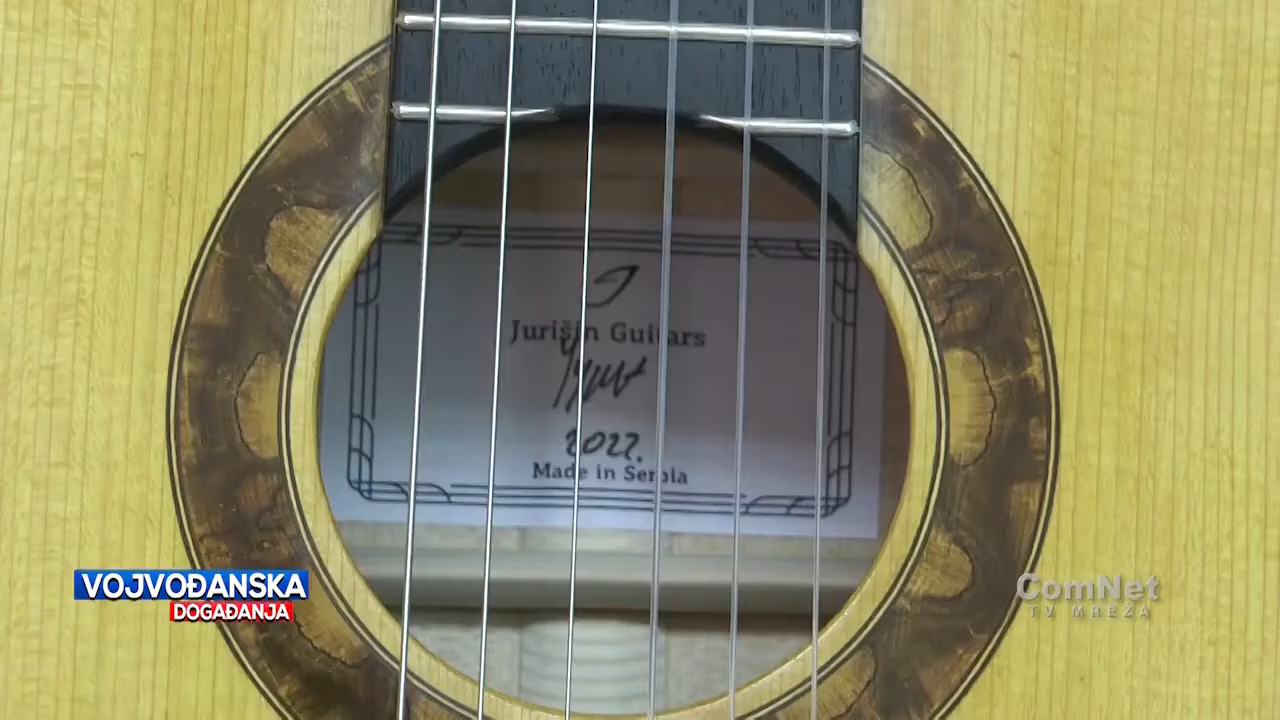 Jurišin Guitars
2022.
Made in Serbia
VOJVOĐANSKA
DOGAĐANJA
ComNet
TV MREŽA